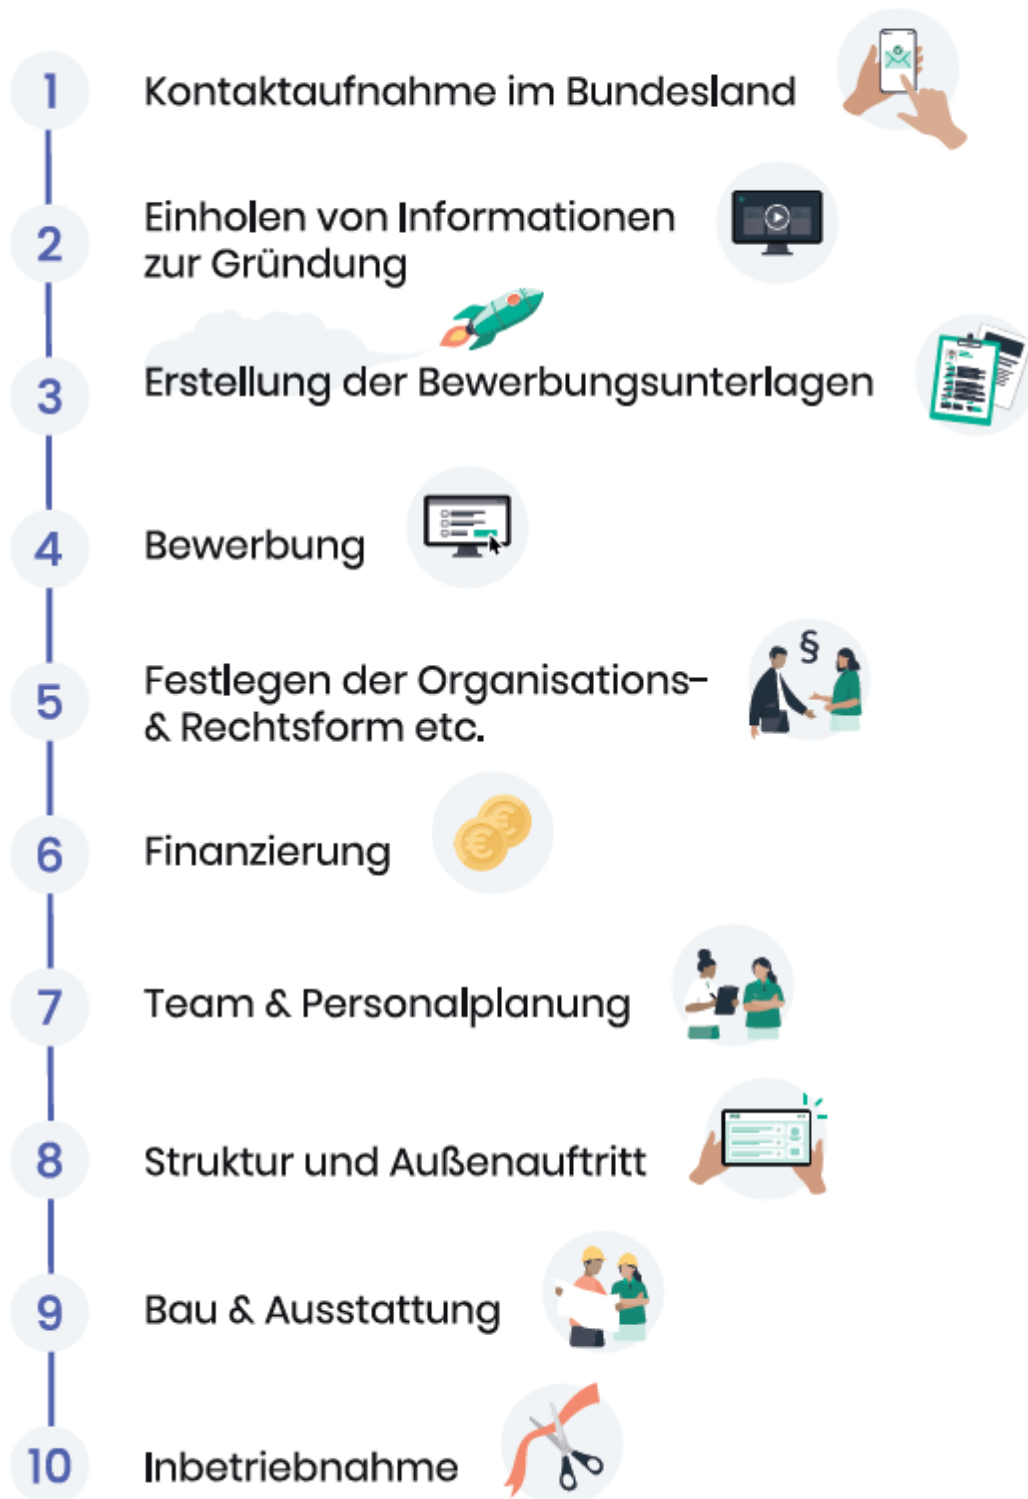 1
Kontaktaufnahme im Bundesland
2
Einholen von Informationen
zur Gründung
3
Erstellung der Bewerbungsunterlagen
4
Bewerbung
5
Festlegen der Organisations-
& Rechtsform etc.
§
6
Finanzierung
€
€
7
Team & Personalplanung
8
Struktur und Außenauftritt
9
Bau & Ausstattung
10
Inbetriebnahme